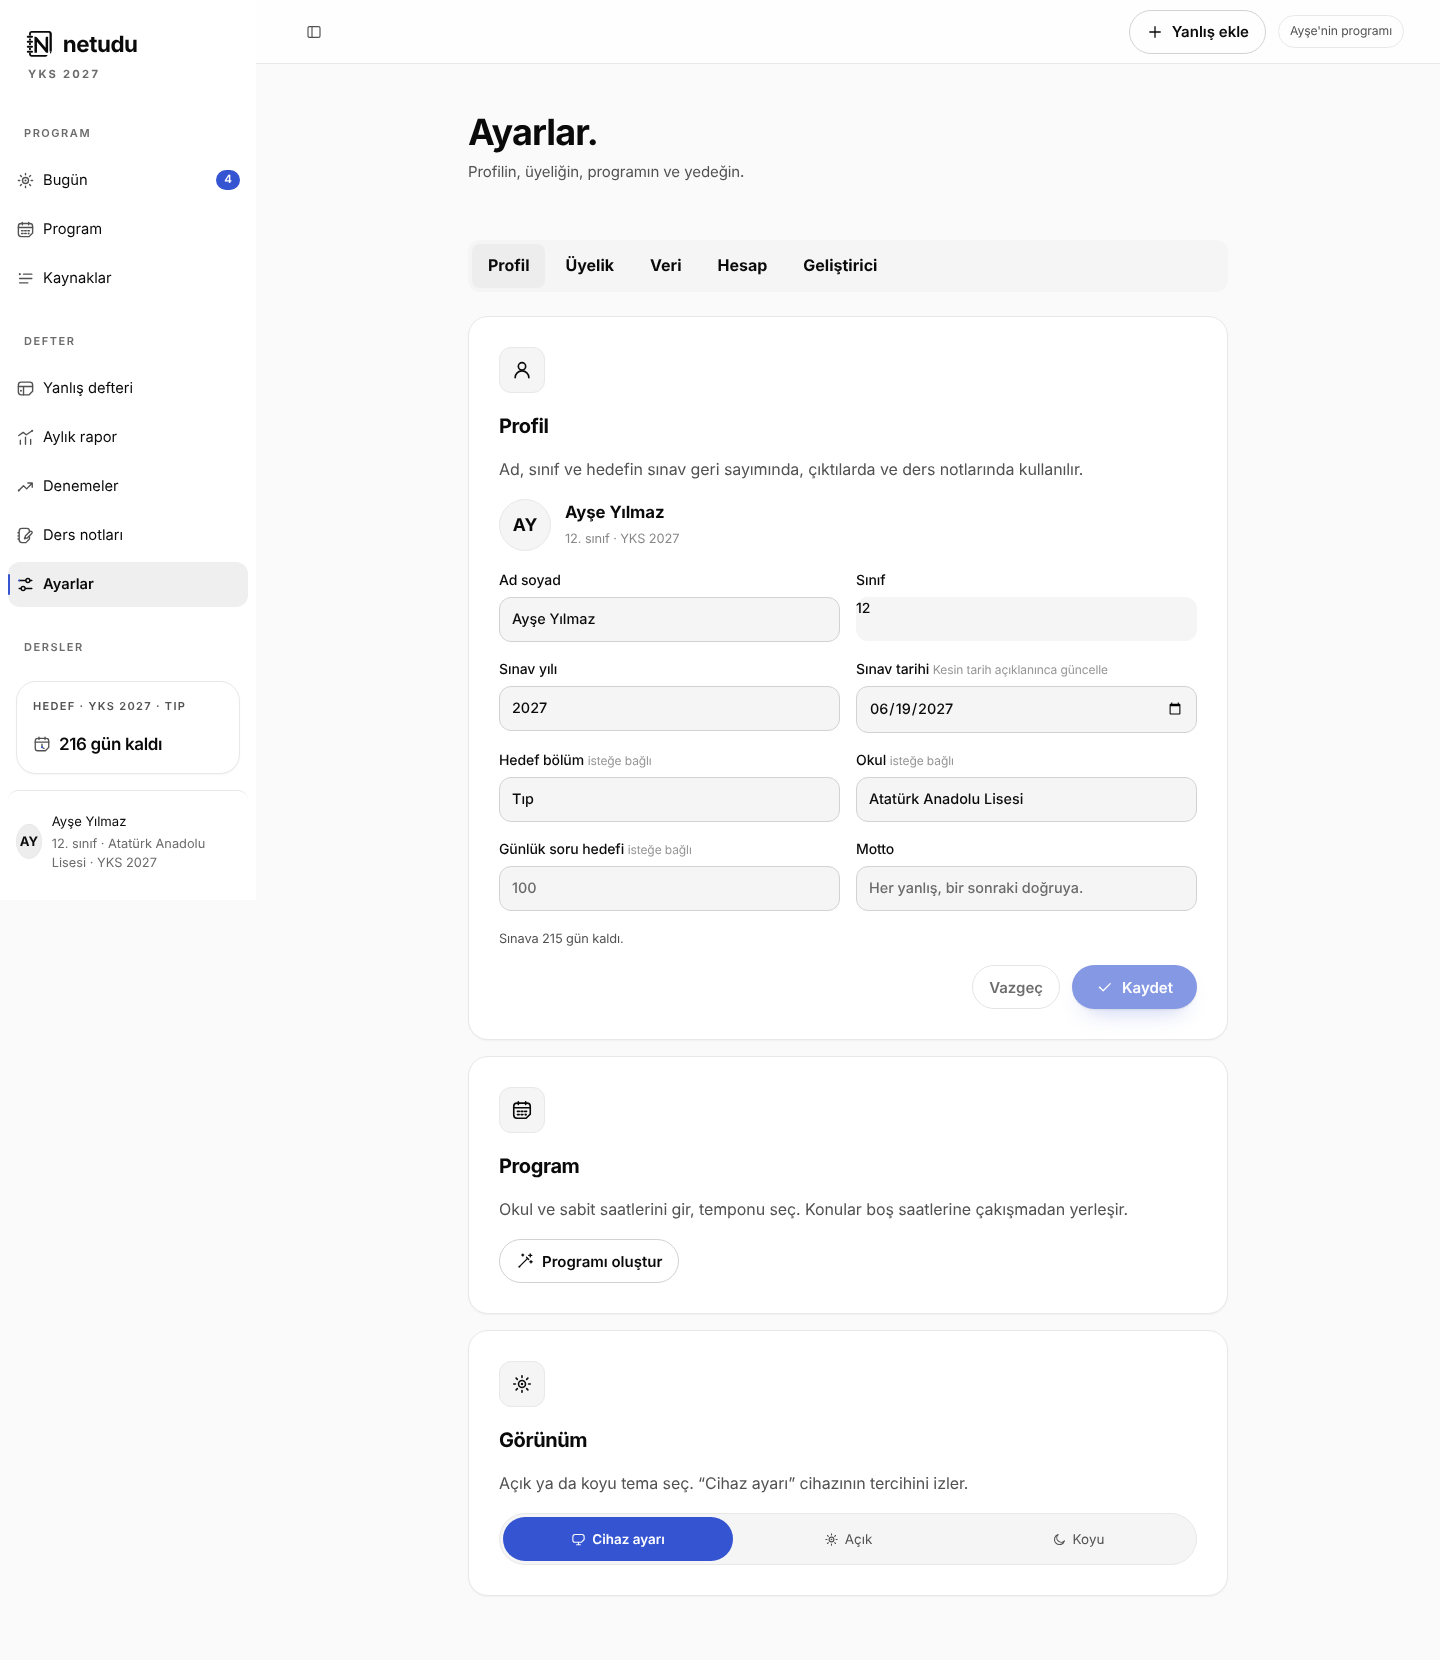 netudu
YKS 2027
PROGRAM
Bugün 4
Program
Kaynaklar
DEFTER
Yanlış defteri
Aylık rapor
Denemeler
Ders notları
Ayarlar
DERSLER
HEDEF · YKS 2027 · TIP
216 gün kaldı
AY
Ayşe Yılmaz
12. sınıf · Atatürk Anadolu
Lisesi · YKS 2027
Yanlış ekle
Ayşe'nin programı
Ayarlar.
Profilin, üyeliğin, programın ve yedeğin.
Profil Üyelik Veri Hesap Geliştirici
Profil
Ad, sınıf ve hedefin sınav geri sayımında, çıktılarda ve ders notlarında kullanılır.
AY
Ayşe Yılmaz
12. sınıf · YKS 2027
Ad soyad
Ayşe Yılmaz
Sınıf
12
Sınav yılı
2027
Sınav tarihi Kesin tarih açıklanınca güncelle
06/19/2027
Hedef bölüm isteğe bağlı
Tıp
Okul isteğe bağlı
Atatürk Anadolu Lisesi
Günlük soru hedefi isteğe bağlı
100
Motto
Her yanlış, bir sonraki doğruya.
Sınava 215 gün kaldı.
Vazgeç
Kaydet
Program
Okul ve sabit saatlerini gir, temponu seç. Konular boş saatlerine çakışmadan yerleşir.
Programı oluştur
Görünüm
Açık ya da koyu tema seç. “Cihaz ayarı” cihazının tercihini izler.
Cihaz ayarı Açık Koyu